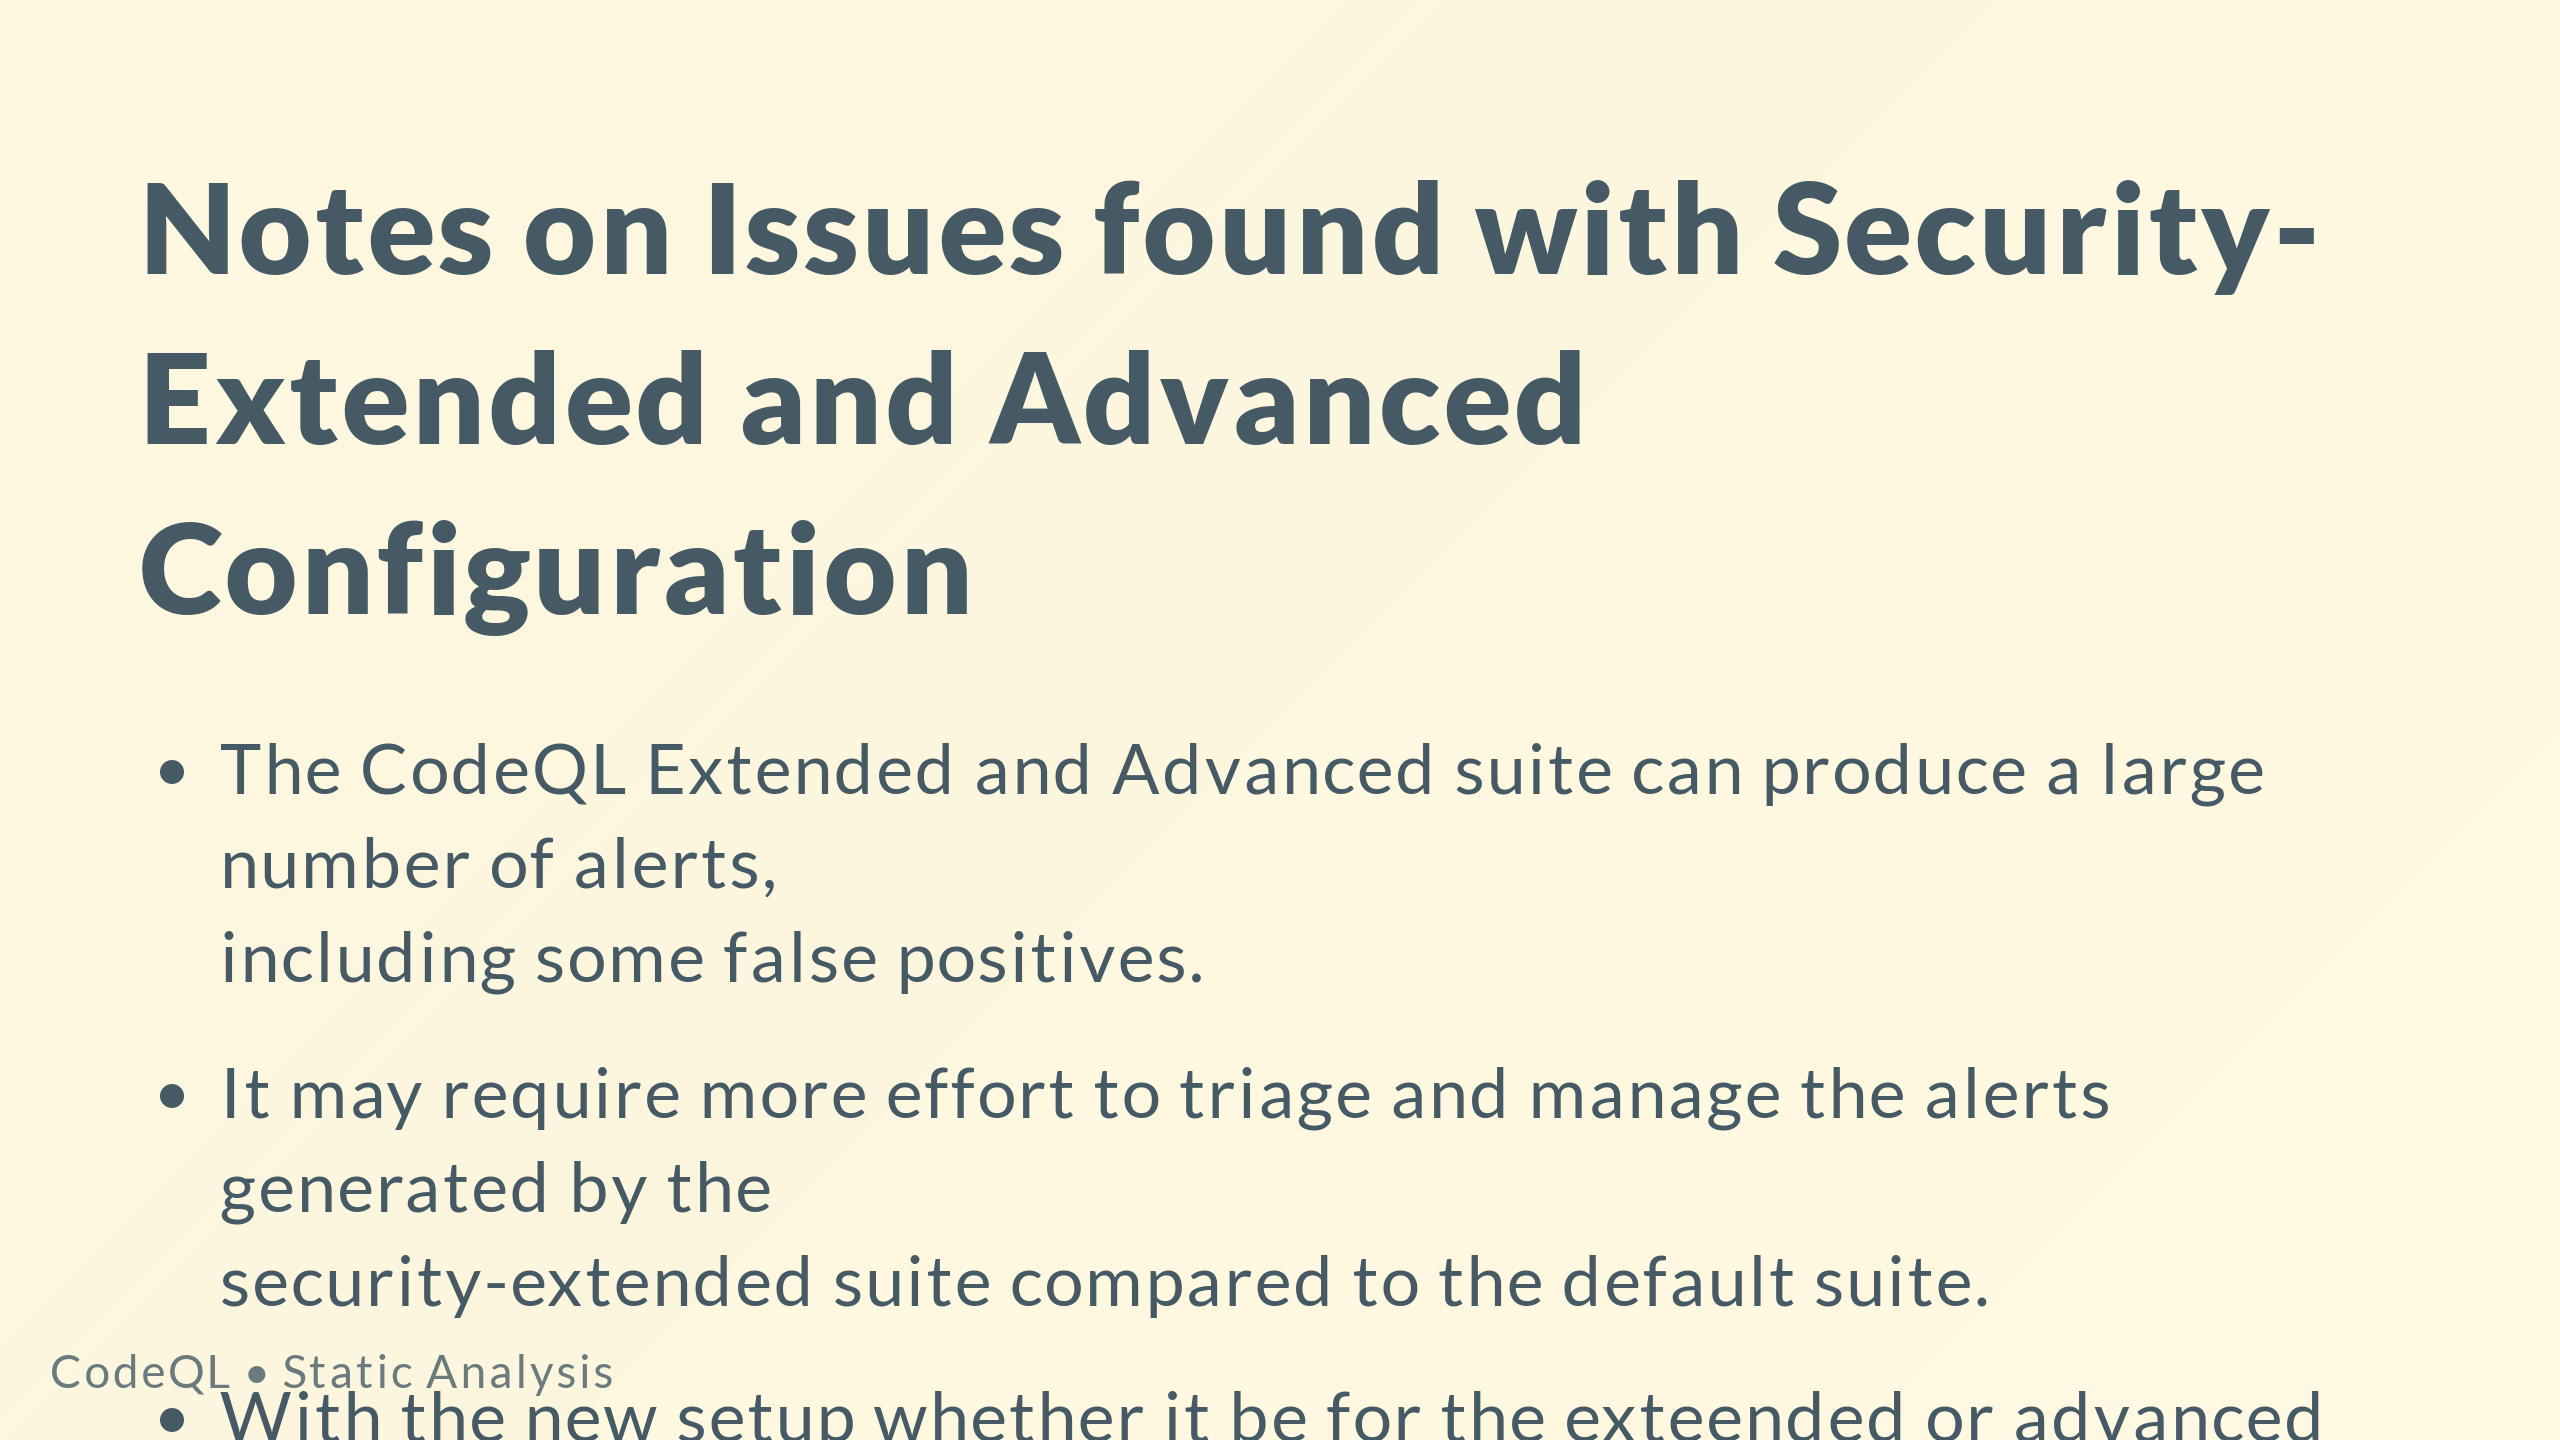 Notes on Issues found with Security-
Extended and Advanced
Configuration
• The CodeQL Extended and Advanced suite can produce a large
number of alerts,
including some false positives.
• It may require more effort to triage and manage the alerts
generated by the
security-extended suite compared to the default suite.
CodeQL • Static Analysis
• With the new setup whether it be for the exteended or advanced